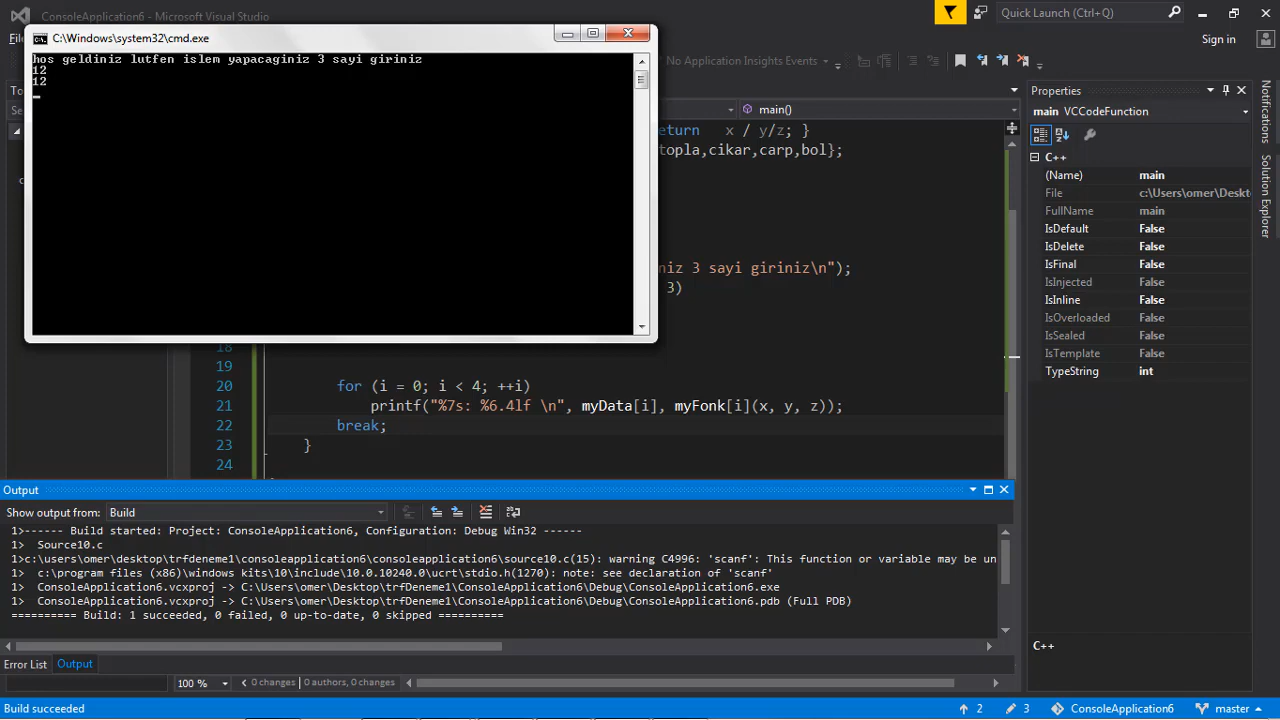 ConsoleApplication6 - Microsoft Visual Studio
Quick Launch (Ctrl+Q)
C:\Windows\system32\cmd.exe
Sign in
hos geldiniz lutfen islem yapacaginiz 3 sayi giriniz
12
12
No Application Insights Events
Properties
main()
main VCCodeFunction
eturn x / y/z; }
topla,cikar,carp,bol};
C++
(Name) main
File c:\Users\omer\Deskt
FullName main
IsDefault False
IsDelete False
IsFinal False
IsInjected False
IsInline False
IsOverloaded False
IsSealed False
IsTemplate False
TypeString int
niz 3 sayi giriniz\n");
3)
18
19
20 for (i = 0; i < 4; ++i)
21 printf("%7s: %6.4lf \n", myData[i], myFonk[i](x, y, z));
22 break;
23 }
24
Notifications
Solution Explorer
Output
Show output from: Build
1>------ Build started: Project: ConsoleApplication6, Configuration: Debug Win32 ------
1> Source10.c
1>c:\users\omer\desktop\trfdeneme1\consoleapplication6\consoleapplication6\source10.c(15): warning C4996: 'scanf': This function or variable may be un
1> c:\program files (x86)\windows kits\10\include\10.0.10240.0\ucrt\stdio.h(1270): note: see declaration of 'scanf'
1> ConsoleApplication6.vcxproj -> C:\Users\omer\Desktop\trfDeneme1\ConsoleApplication6\Debug\ConsoleApplication6.exe
1> ConsoleApplication6.vcxproj -> C:\Users\omer\Desktop\trfDeneme1\ConsoleApplication6\Debug\ConsoleApplication6.pdb (Full PDB)
========== Build: 1 succeeded, 0 failed, 0 up-to-date, 0 skipped ==========
C++
Error List Output
100 % 0 changes | 0 authors, 0 changes
Build succeeded 2 3 ConsoleApplication6 master